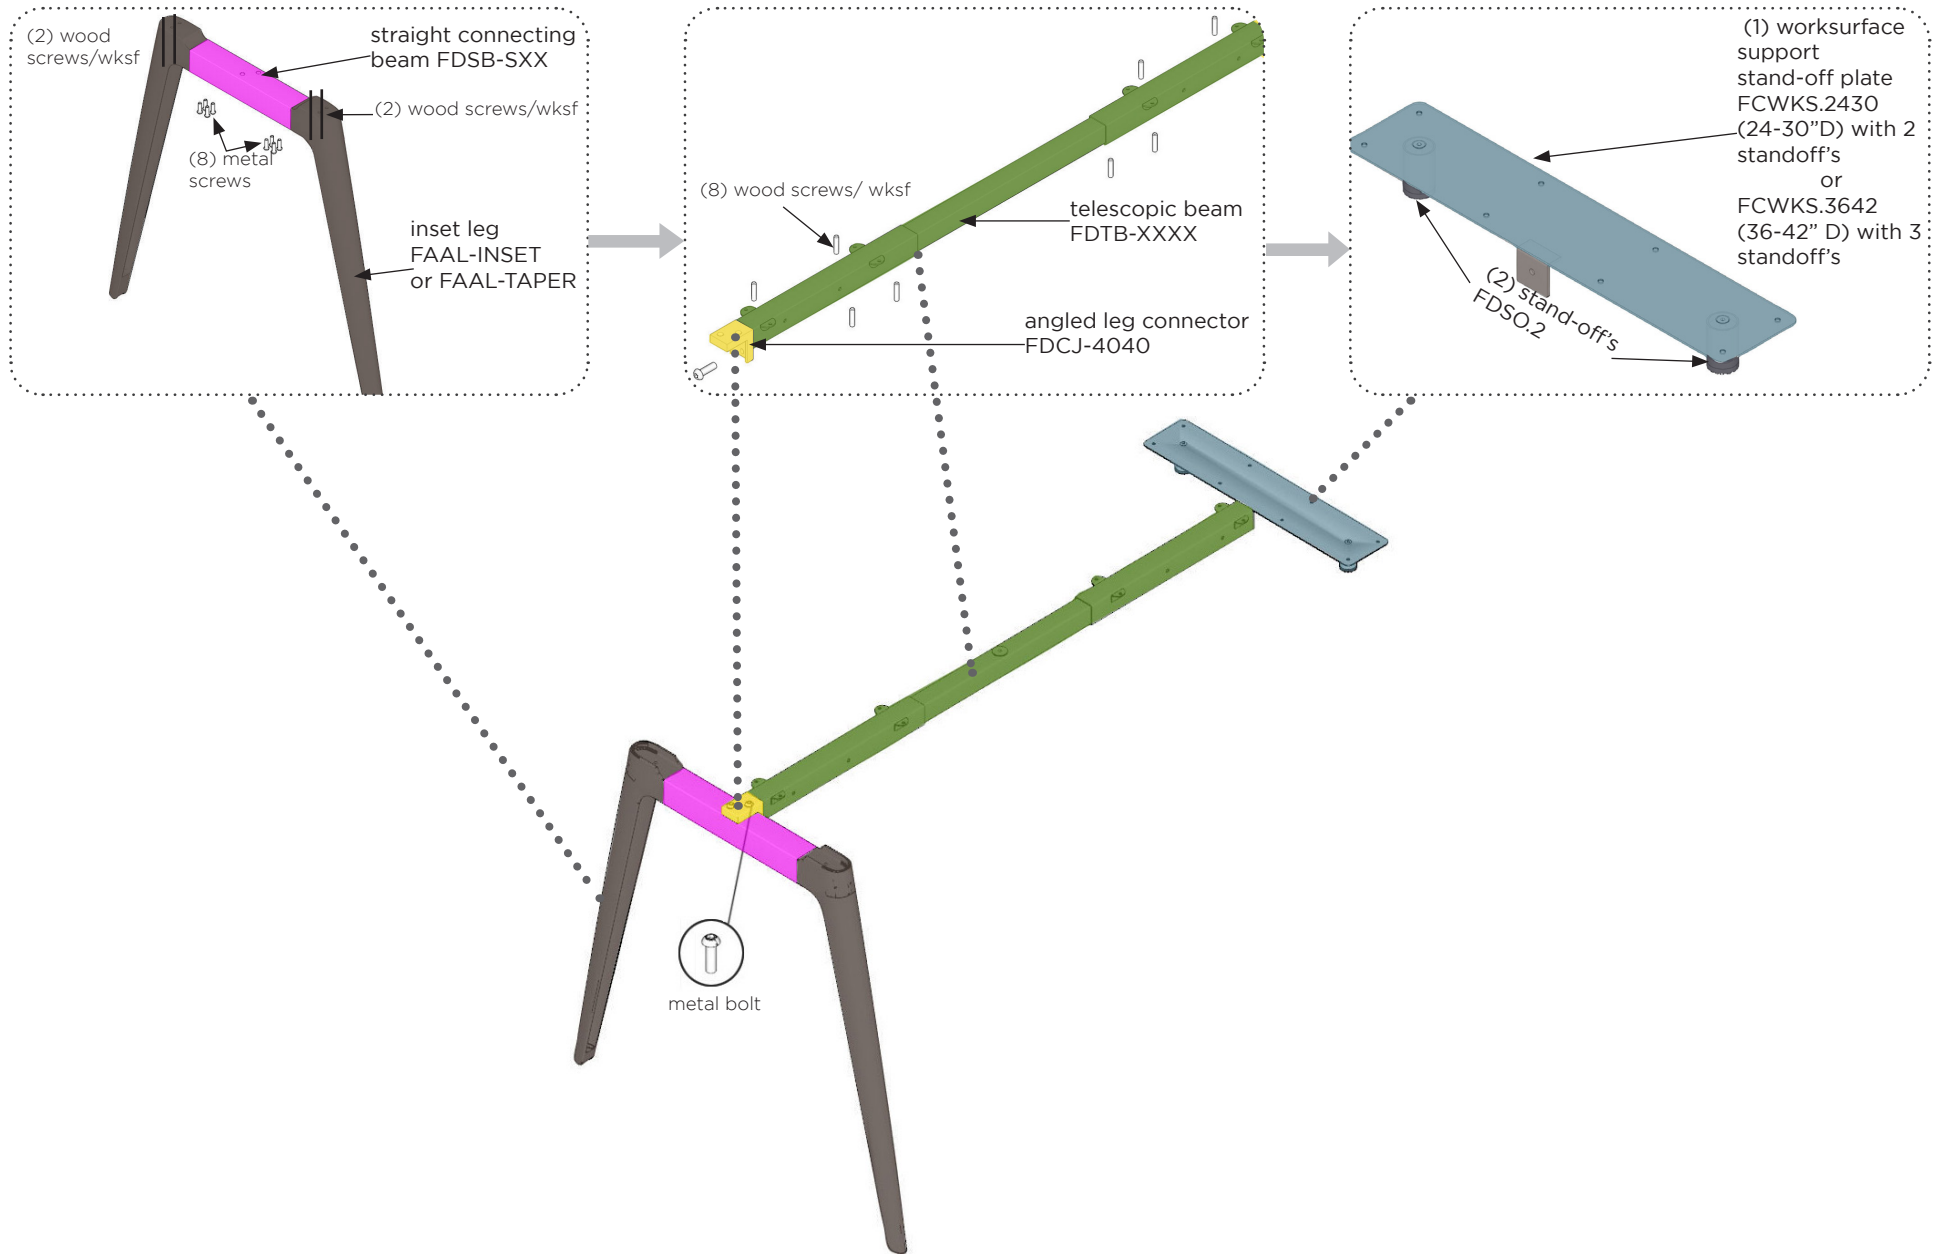 (2) wood
screws/wksf
straight connecting
beam FDSB-SXX
(2) wood screws/wksf
(8) metal
screws
inset leg
FAAL-INSET
or FAAL-TAPER
(8) wood screws/ wksf
telescopic beam
FDTB-XXXX
angled leg connector
FDCJ-4040
(1) worksurface
support
stand-off plate
FCWKS.2430
(24-30”D) with 2
standoff's
or
FCWKS.3642
(36-42” D) with 3
standoff's
(2) stand-off's
FDSO.2
metal bolt